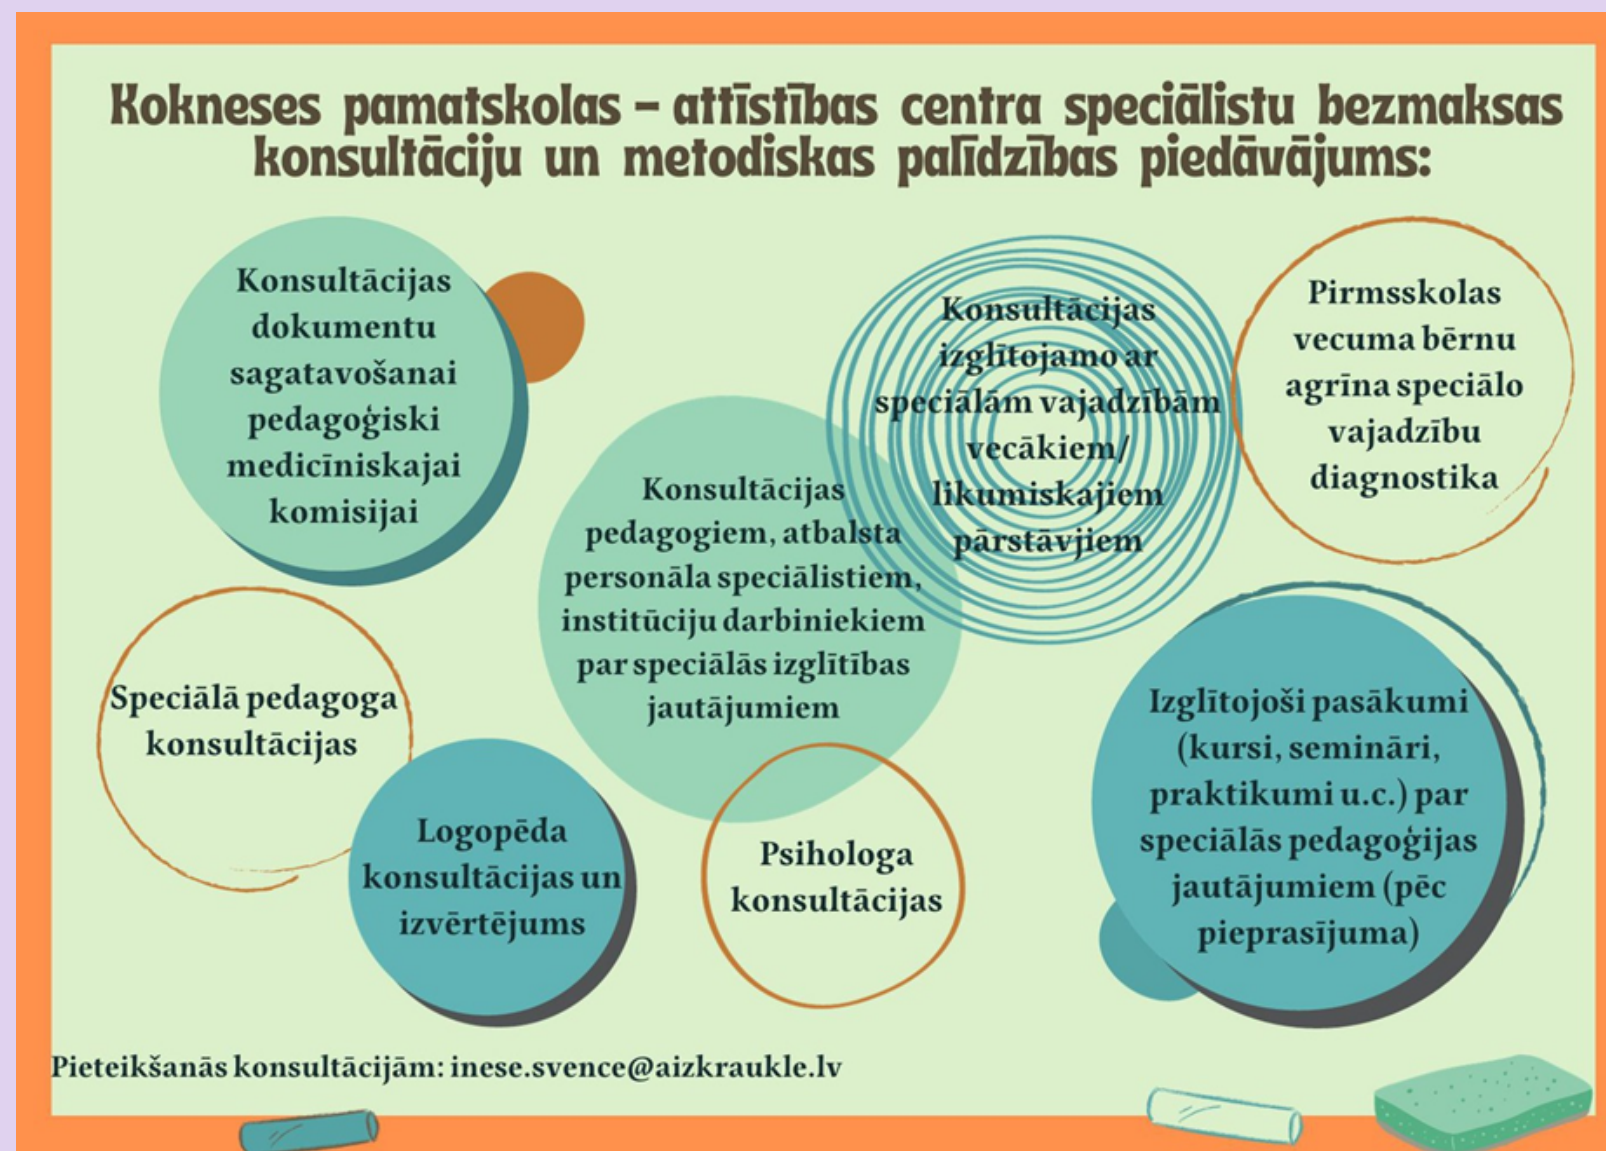 Kokneses pamatskolas – attīstības centra speciālistu bezmaksas
konsultāciju un metodiskas palīdzības piedāvājums:
Konsultācijas
dokumentu
sagatavošanai
pedagoģiski
medicīniskajai
komisijai
Konsultācijas
izglītojamo ar
speciālām vajadzībām
vecākiem/
likumiskajiem
pārstāvjiem
Pirmsskolas
vecuma bērnu
agrīna speciālo
vajadzību
diagnostika
Konsultācijas
pedagogiem, atbalsta
personāla speciālistiem,
institūciju darbiniekiem
par speciālās izglītības
jautājumiem
Speciālā pedagoga
konsultācijas
Logopēda
konsultācijas un
izvērtējums
Psihologa
konsultācijas
Izglītojoši pasākumi
(kursi, semināri,
praktikumi u.c.) par
speciālās pedagoģijas
jautājumiem (pēc
pieprasījuma)
Pieteikšanās konsultācijām: inese.svence@aizkraukle.lv